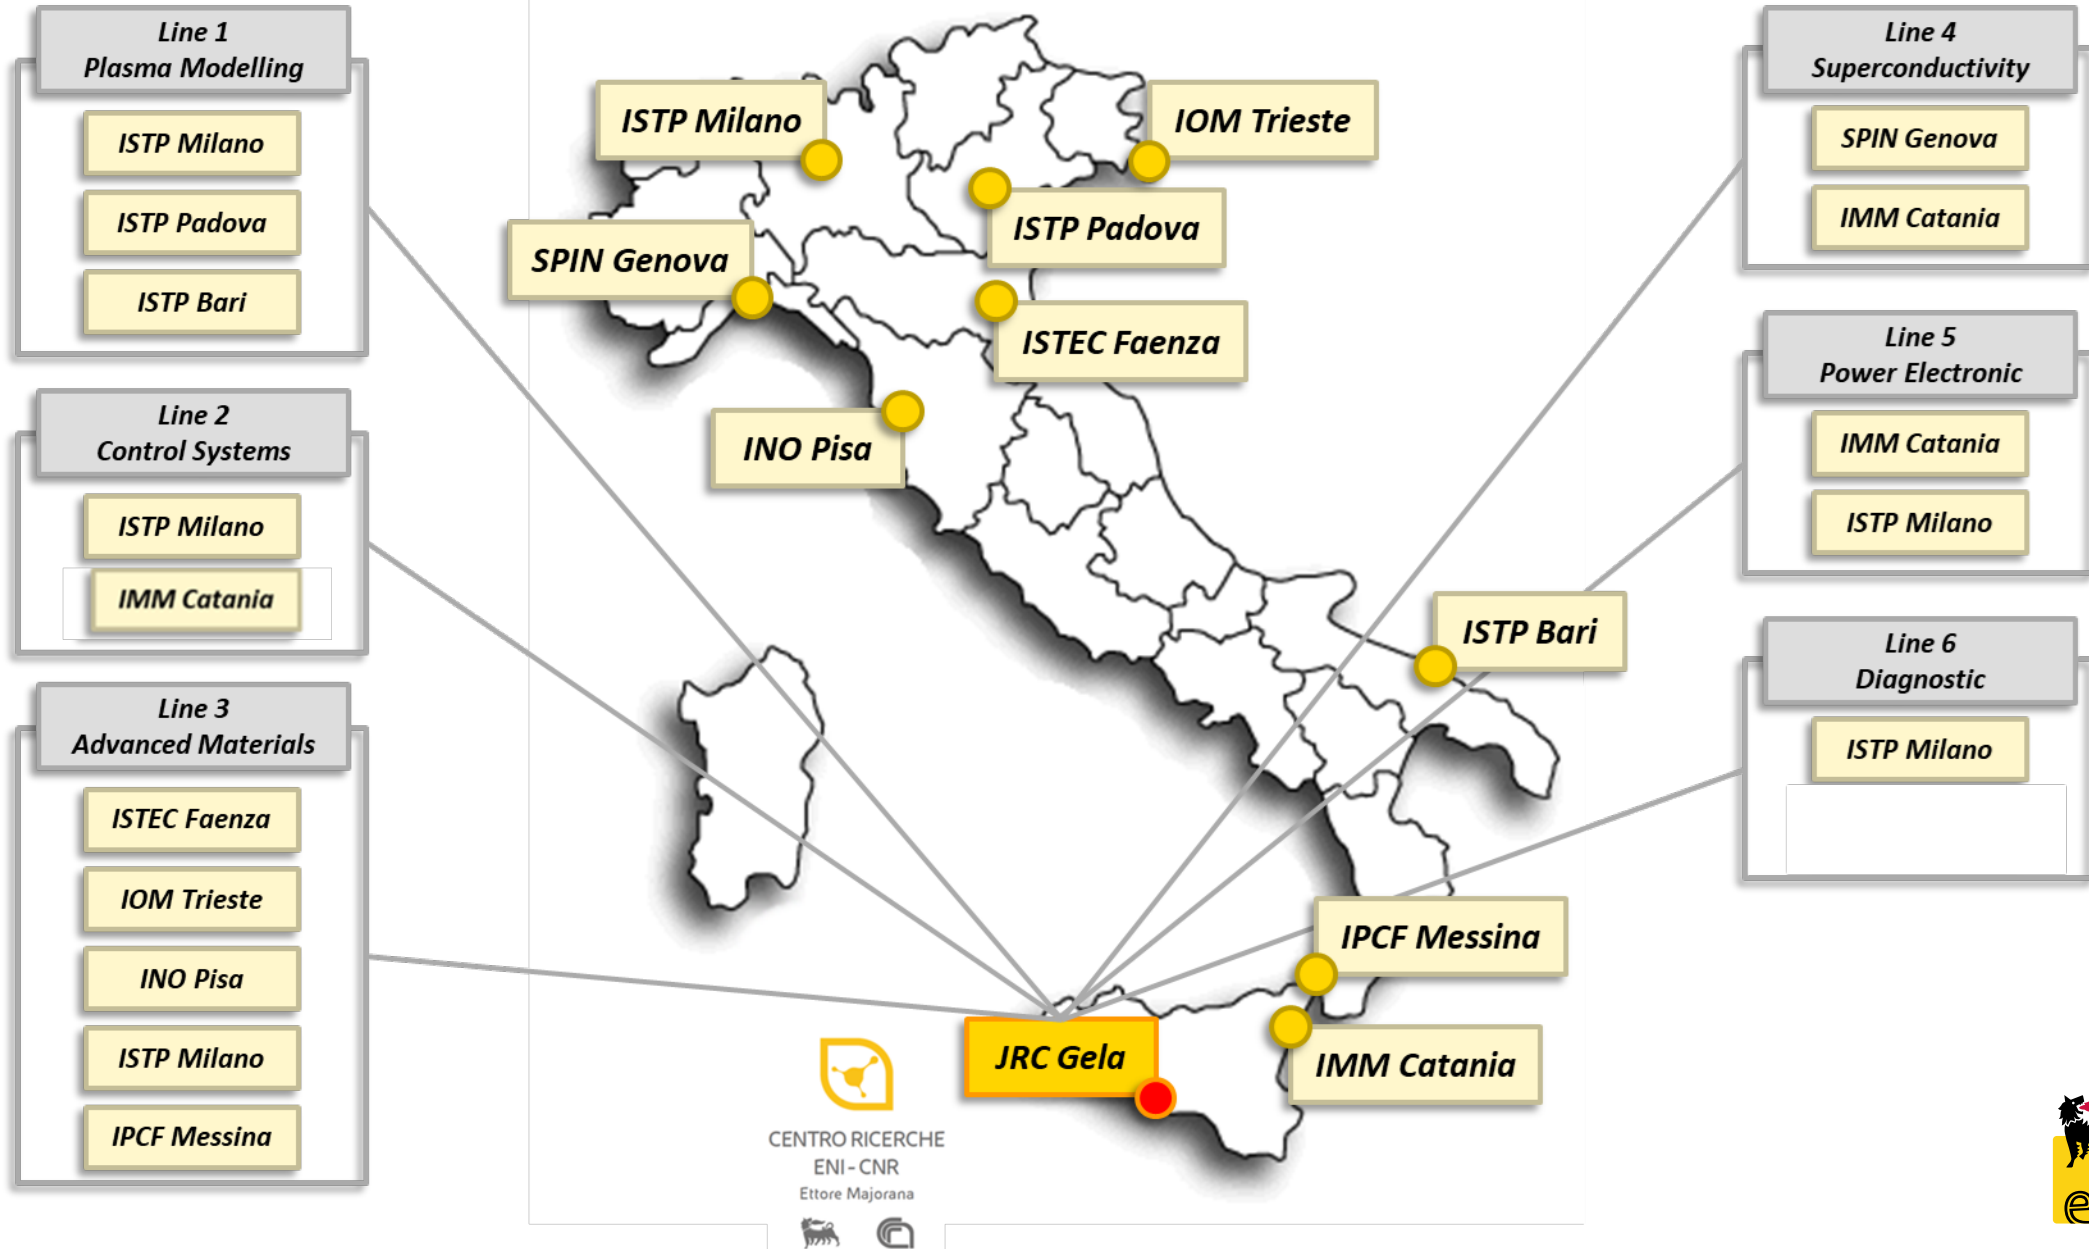 Line 1
Plasma Modelling
ISTP Milano
ISTP Padova
ISTP Bari
Line 2
Control Systems
ISTP Milano
IMM Catania
Line 3
Advanced Materials
ISTEC Faenza
IOM Trieste
INO Pisa
ISTP Milano
IPCF Messina
ISTP Milano
IOM Trieste
ISTP Padova
SPIN Genova
ISTEC Faenza
INO Pisa
ISTP Bari
IPCF Messina
JRC Gela
IMM Catania
CENTRO RICERCHE
ENI - CNR
Ettore Majorana
Line 4
Superconductivity
SPIN Genova
IMM Catania
Line 5
Power Electronic
IMM Catania
ISTP Milano
Line 6
Diagnostic
ISTP Milano